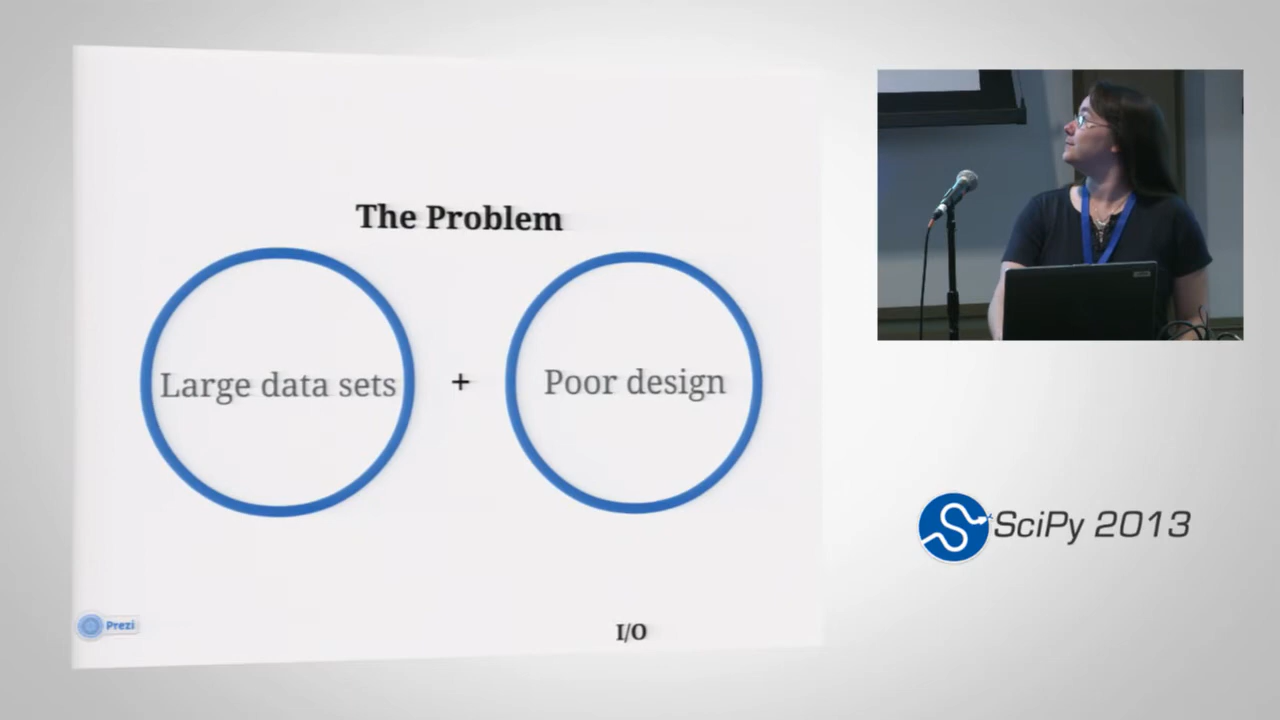 The Problem
Large data sets
+
Poor design
I/O
Prezi
SciPy 2013